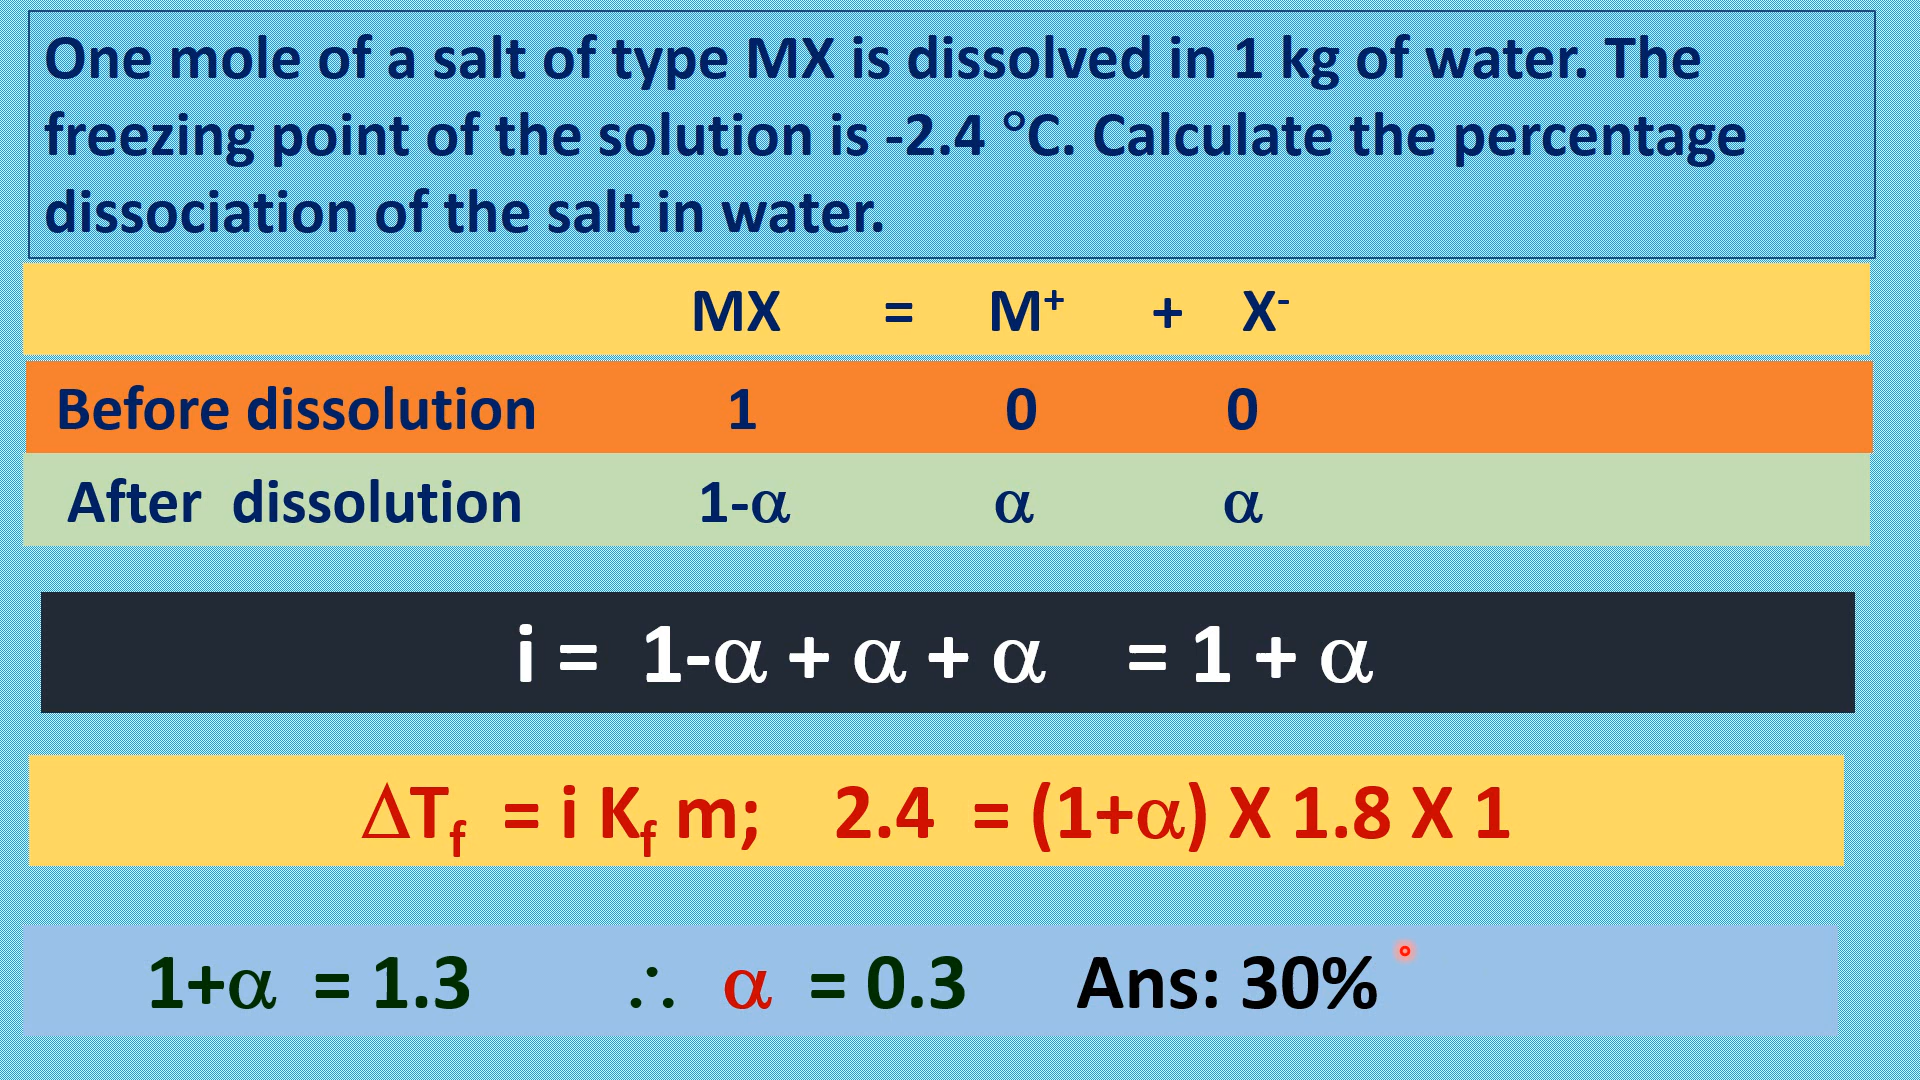 One mole of a salt of type MX is dissolved in 1 kg of water. The
freezing point of the solution is -2.4 °C. Calculate the percentage
dissociation of the salt in water.
MX = M⁺ + X⁻
Before dissolution 1 0 0
After dissolution 1-α α α
i = 1-α + α + α = 1 + α
ΔT_f = i K_f m; 2.4 = (1+α) X 1.8 X 1
1+α = 1.3 ∴ α = 0.3 Ans: 30%